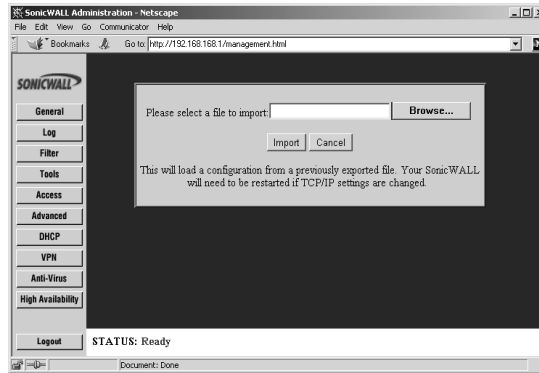 SonicWALL Administration - Netscape
File Edit View Go Communicator Help
Bookmarks Go to: http://192.168.168.1/management.html
SONICWALL
General
Log
Filter
Tools
Access
Advanced
DHCP
VPN
Anti-Virus
High Availability
Logout
Please select a file to import: Browse...
Import Cancel
This will load a configuration from a previously exported file. Your SonicWALL
will need to be restarted if TCP/IP settings are changed.
STATUS: Ready
Document: Done